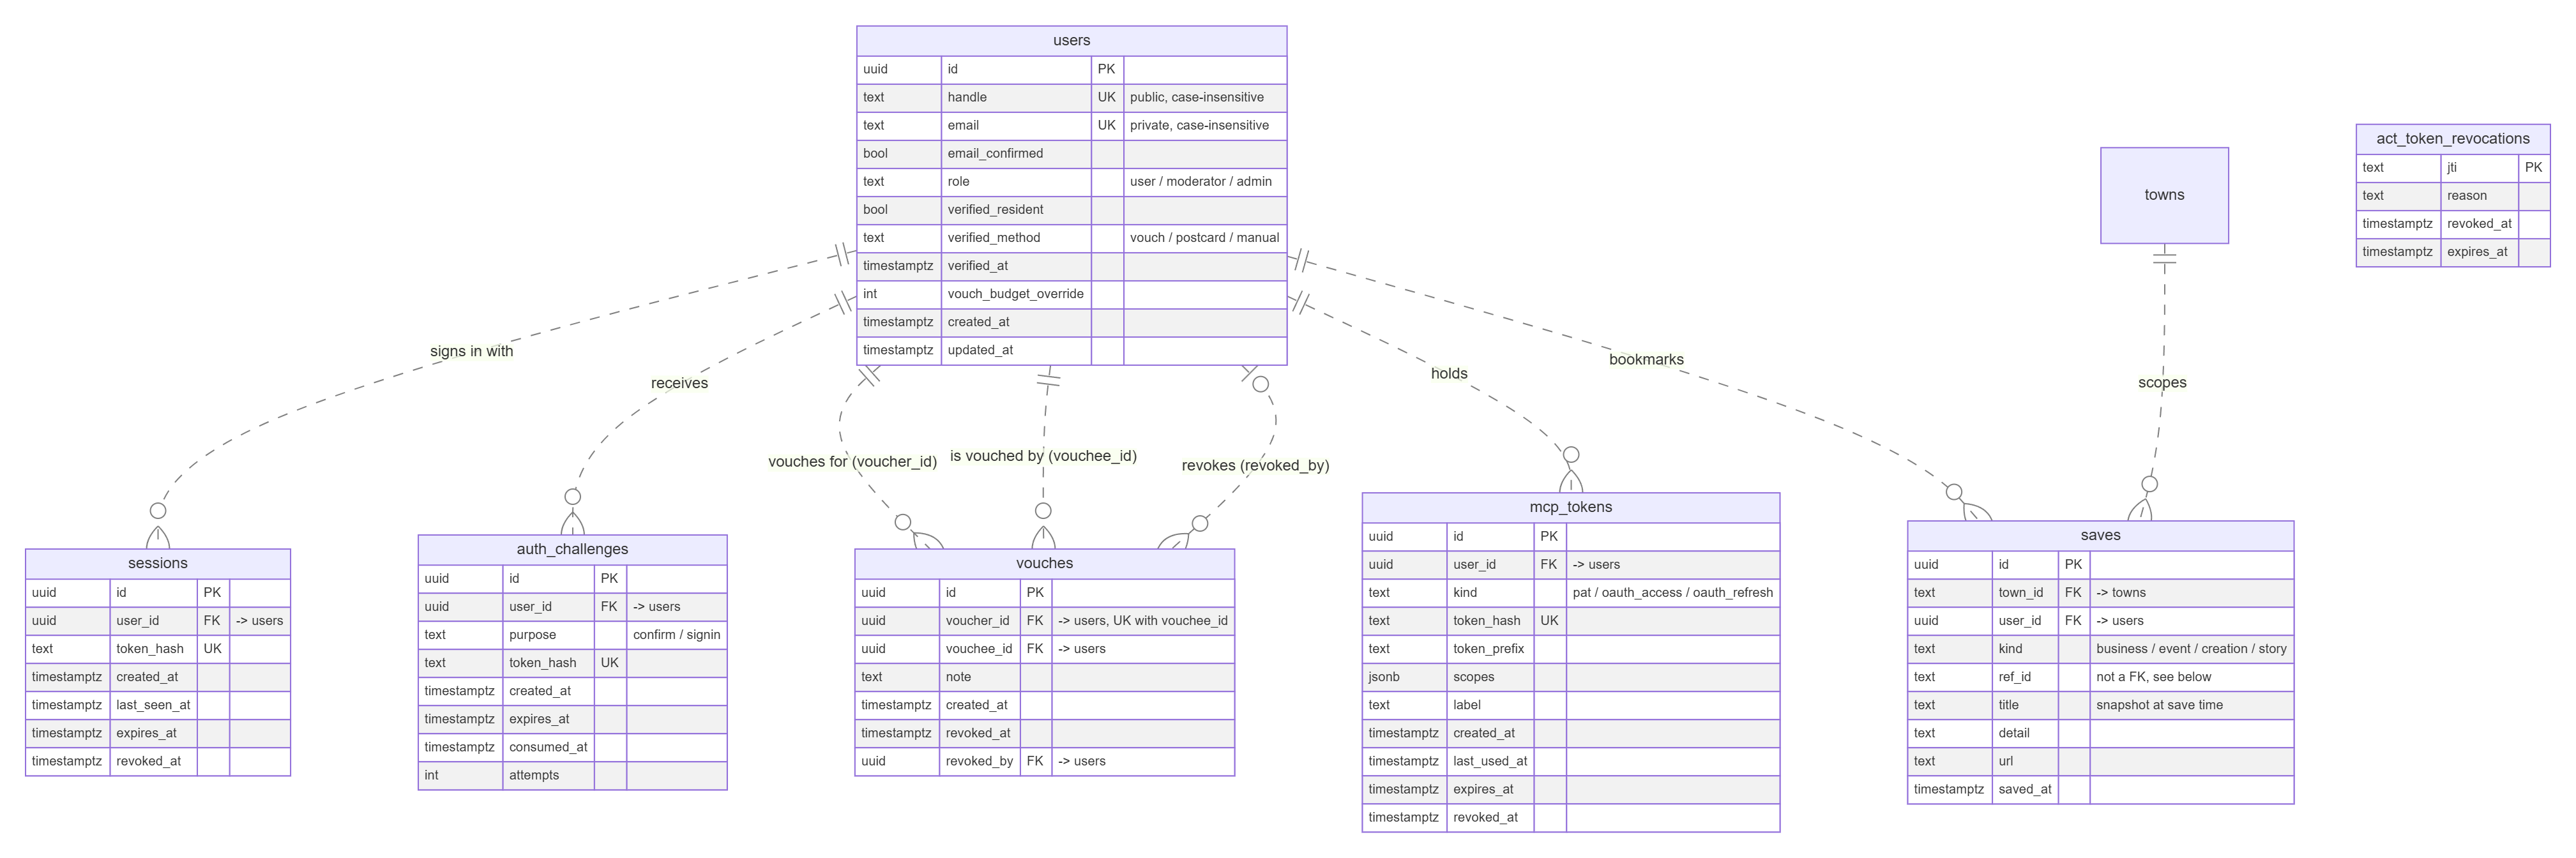 users
uuid id PK
text handle UK public, case-insensitive
text email UK private, case-insensitive
bool email_confirmed
text role user / moderator / admin
bool verified_resident
text verified_method vouch / postcard / manual
timestamptz verified_at
int vouch_budget_override
timestamptz created_at
timestamptz updated_at
towns
act_token_revocations
text jti PK
text reason
timestamptz revoked_at
timestamptz expires_at
signs in with
receives
vouches for (voucher_id)
is vouched by (vouchee_id)
revokes (revoked_by)
holds
bookmarks
scopes
sessions
uuid id PK
uuid user_id FK -> users
text token_hash UK
timestamptz created_at
timestamptz last_seen_at
timestamptz expires_at
timestamptz revoked_at
auth_challenges
uuid id PK
uuid user_id FK -> users
text purpose confirm / signin
text token_hash UK
timestamptz created_at
timestamptz expires_at
timestamptz consumed_at
int attempts
vouches
uuid id PK
uuid voucher_id FK -> users, UK with vouchee_id
uuid vouchee_id FK -> users
text note
timestamptz created_at
timestamptz revoked_at
uuid revoked_by FK -> users
mcp_tokens
uuid id PK
uuid user_id FK -> users
text kind pat / oauth_access / oauth_refresh
text token_hash UK
text token_prefix
jsonb scopes
text label
timestamptz created_at
timestamptz last_used_at
timestamptz expires_at
timestamptz revoked_at
saves
uuid id PK
text town_id FK -> towns
uuid user_id FK -> users
text kind business / event / creation / story
text ref_id not a FK, see below
text title snapshot at save time
text detail
text url
timestamptz saved_at